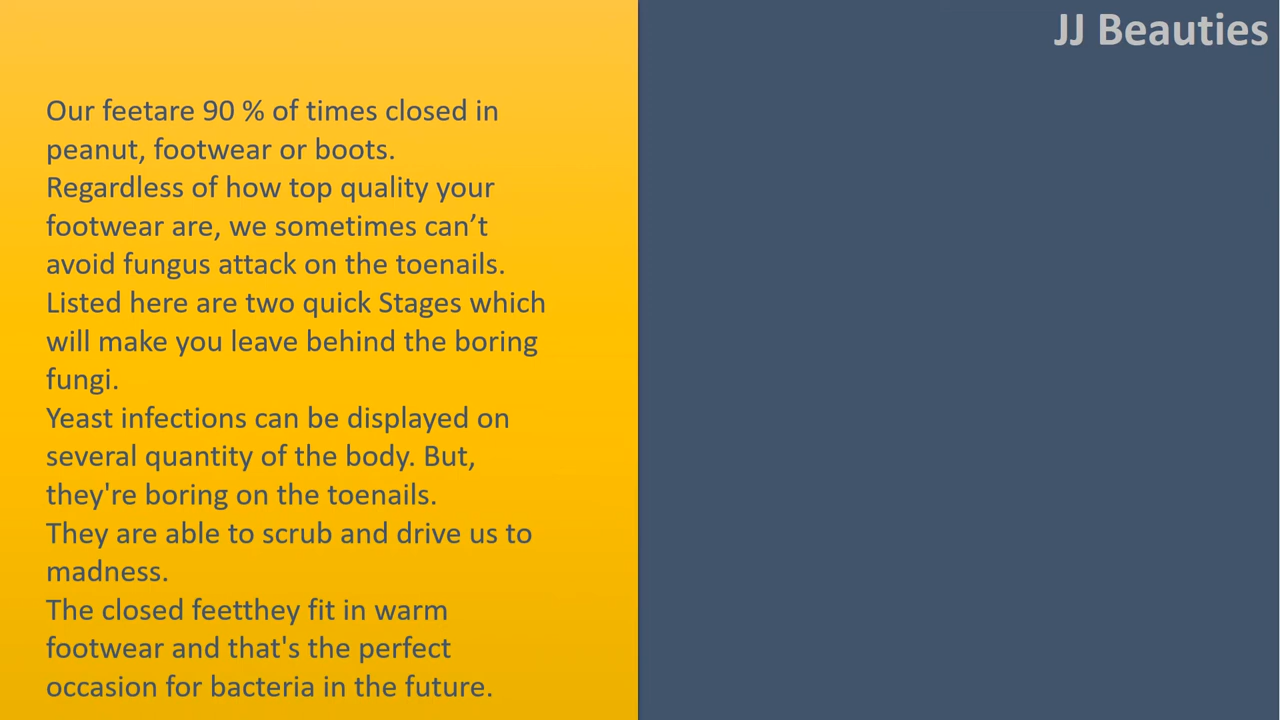 JJ Beauties
Our feetare 90 % of times closed in
peanut, footwear or boots.
Regardless of how top quality your
footwear are, we sometimes can’t
avoid fungus attack on the toenails.
Listed here are two quick Stages which
will make you leave behind the boring
fungi.
Yeast infections can be displayed on
several quantity of the body. But,
they're boring on the toenails.
They are able to scrub and drive us to
madness.
The closed feetthey fit in warm
footwear and that's the perfect
occasion for bacteria in the future.